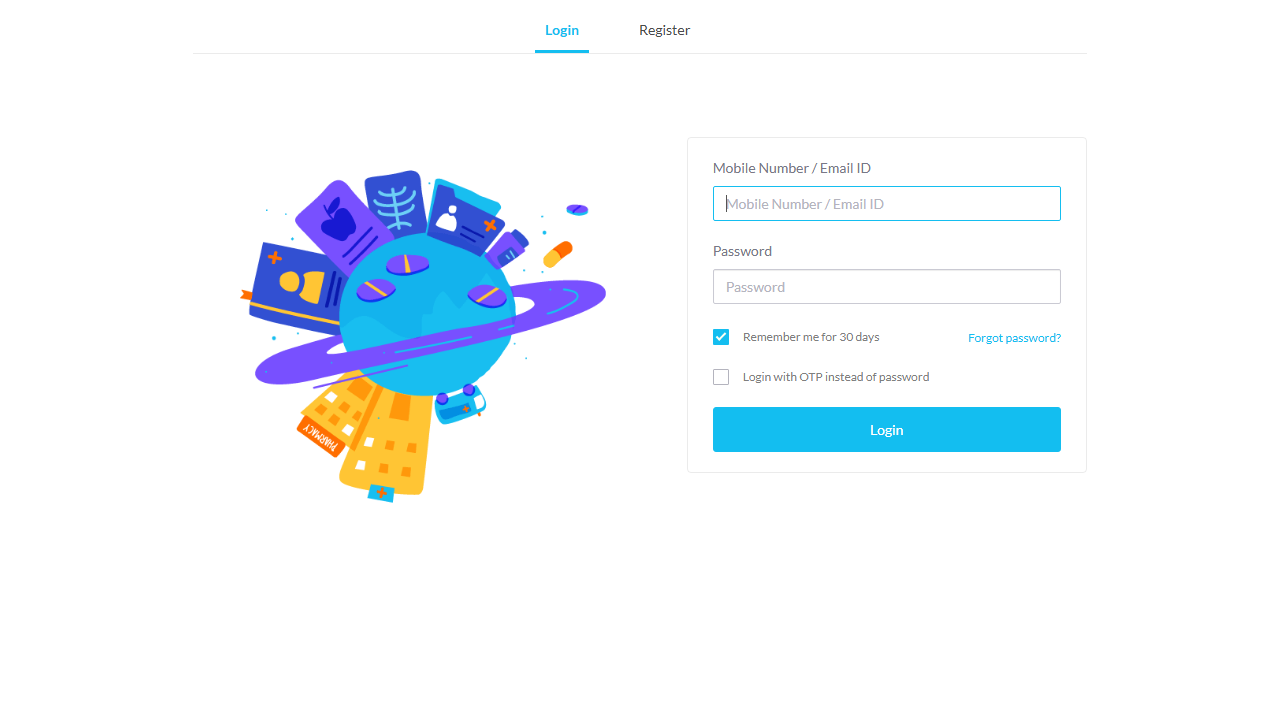 Login
Register
Mobile Number / Email ID
Mobile Number / Email ID
Password
Password
Remember me for 30 days
Forgot password?
Login with OTP instead of password
Login
PHARMACY